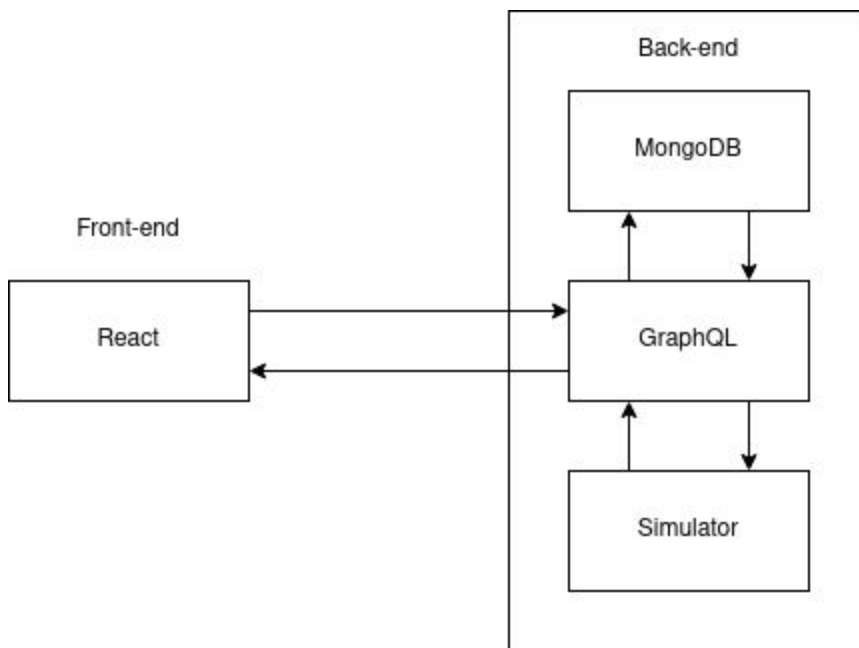 Back-end
MongoDB
Front-end
React
GraphQL
Simulator